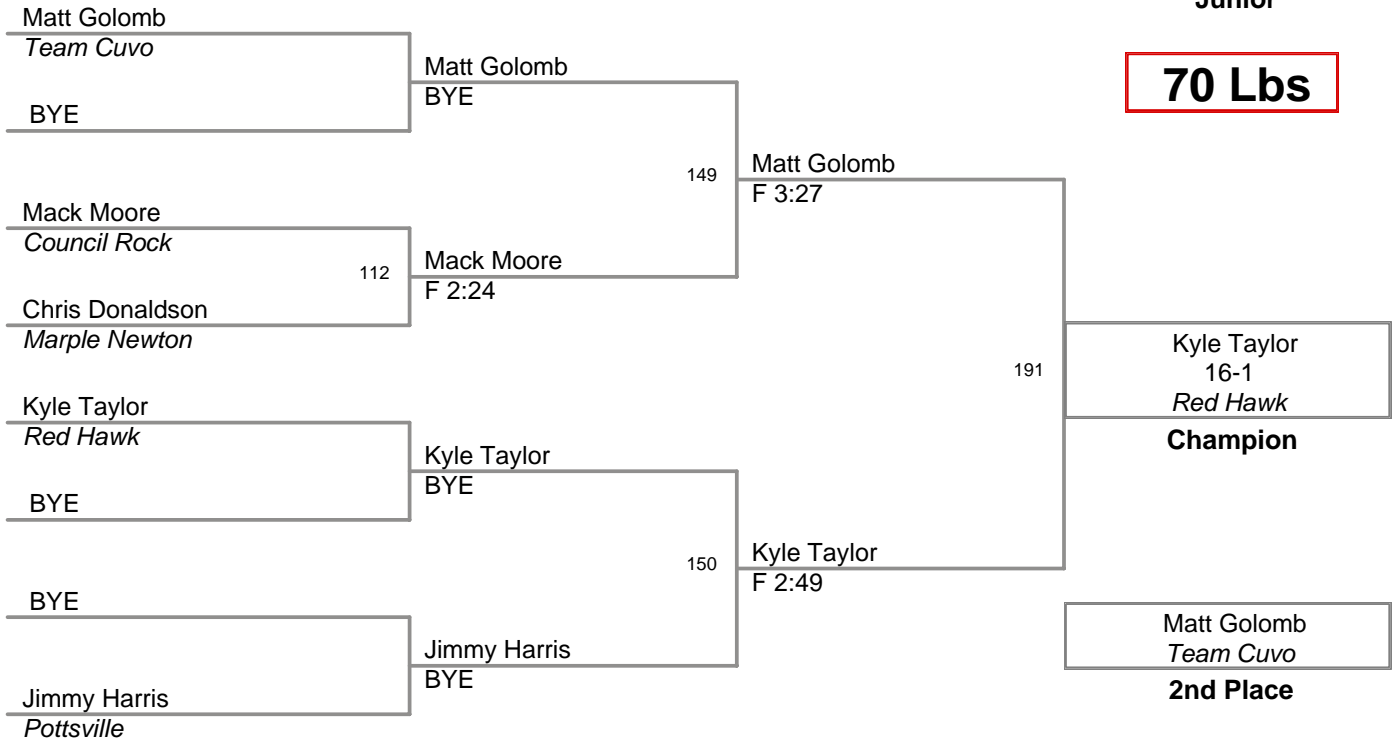 Junior
70 Lbs
Matt Golomb
Team Cuvo
BYE
Mack Moore
Council Rock
112
Chris Donaldson
Marple Newton
Kyle Taylor
Red Hawk
BYE
BYE
Jimmy Harris
Pottsville
Matt Golomb
BYE
149
Mack Moore
F 2:24
Kyle Taylor
BYE
150
Jimmy Harris
BYE
Matt Golomb
F 3:27
191
Kyle Taylor
F 2:49
Kyle Taylor
16-1
Red Hawk
Champion
Matt Golomb
Team Cuvo
2nd Place